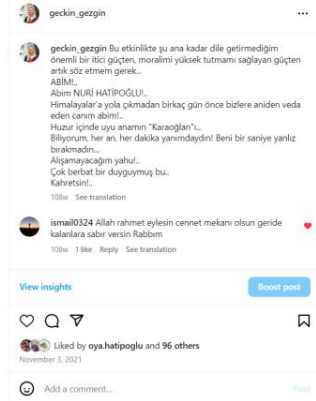 geckin_gezgin
geckin_gezgin Bu etkinlikte şu ana kadar dile getirmediğim
önemli bir itici güçten, moralimi yüksek tutmamı sağlayan güçten
artık söz etmem gerek...
ABİM!..
Abim NURİ HATİPOĞLU!..
Himalayalar'a yola çıkmadan birkaç gün önce bizlere aniden veda
eden canım abim!..
Huzur içinde uyu anamın "Karaoğlan"ı...
Biliyorum, her an, her dakika yanımdaydın! Beni bir saniye yanlız
bırakmadın...
Alışamayacağım yahu!..
Çok berbat bir duyguymuş bu..
Kahretsin!..
108w See translation
ismail0324 Allah rahmet eylesin cennet mekanı olsun geride
kalanlara sabır versin Rabbım
108w 1 like Reply See translation
View insights
Boost post
Liked by oya.hatipoglu and 96 others
November 3, 2021
Add a comment...
Post